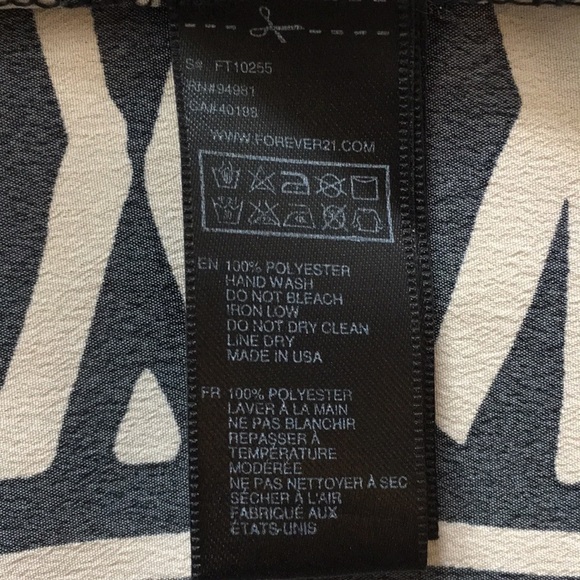 S# FT10255
RN#94981
CA#40198
WWW.FOREVER21.COM
EN 100% POLYESTER
HAND WASH
DO NOT BLEACH
IRON LOW
DO NOT DRY CLEAN
LINE DRY
MADE IN USA
FR 100% POLYESTER
LAVER À LA MAIN
NE PAS BLANCHIR
REPASSER À
TEMPÉRATURE
MODÉRÉE
NE PAS NETTOYER À SEC
SÉCHER À L'AIR
FABRIQUÉ AUX
ÉTATS-UNIS